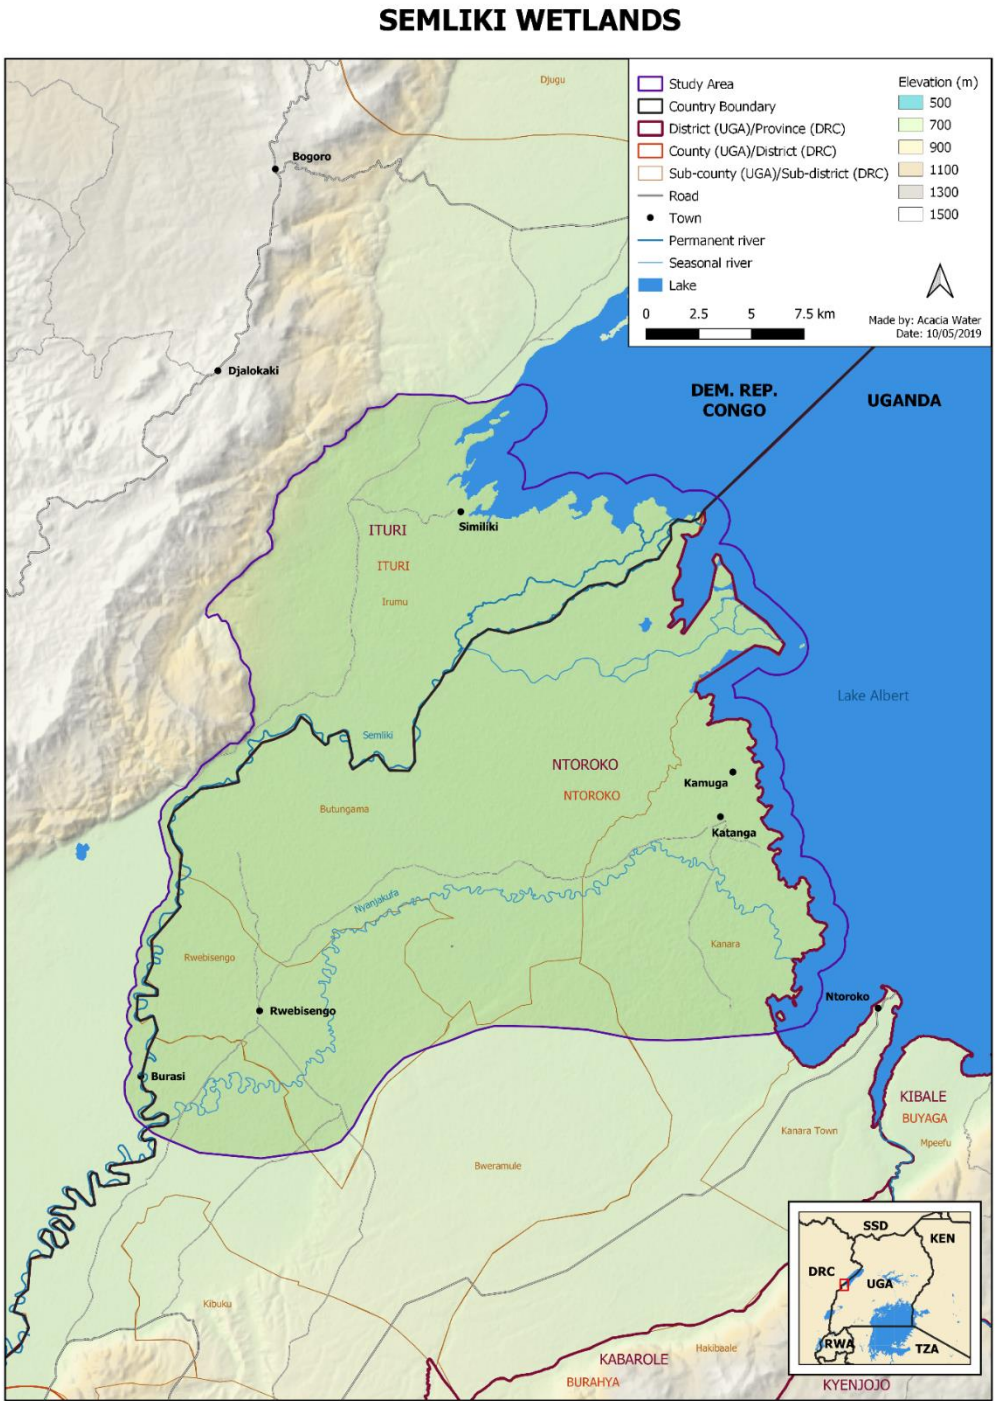 SEMLIKI WETLANDS
Study Area
Country Boundary
District (UGA)/Province (DRC)
County (UGA)/District (DRC)
Sub-county (UGA)/Sub-district (DRC)
Road
Town
Permanent river
Seasonal river
Lake
Elevation (m)
500
700
900
1100
1300
1500
0 2.5 5 7.5 km
Made by: Acacia Water
Date: 10/05/2019
Djugu
Bogoro
Djalokaki
DEM. REP.
CONGO
UGANDA
Similiki
ITURI
ITURI
Irumu
Lake Albert
Semliki
NTOROKO
NTOROKO
Kamuga
Butungama
Katanga
Nyanjakufa
Rwebisengo
Kanara
Ntoroko
Rwebisengo
Burasi
KIBALE
BUYAGA
Kanara Town
Mpeefu
Bweramule
Kibuku
Hakibaale
KABAROLE
BURAHYA
KYENJOJO
SSD
KEN
DRC
UGA
RWA
TZA